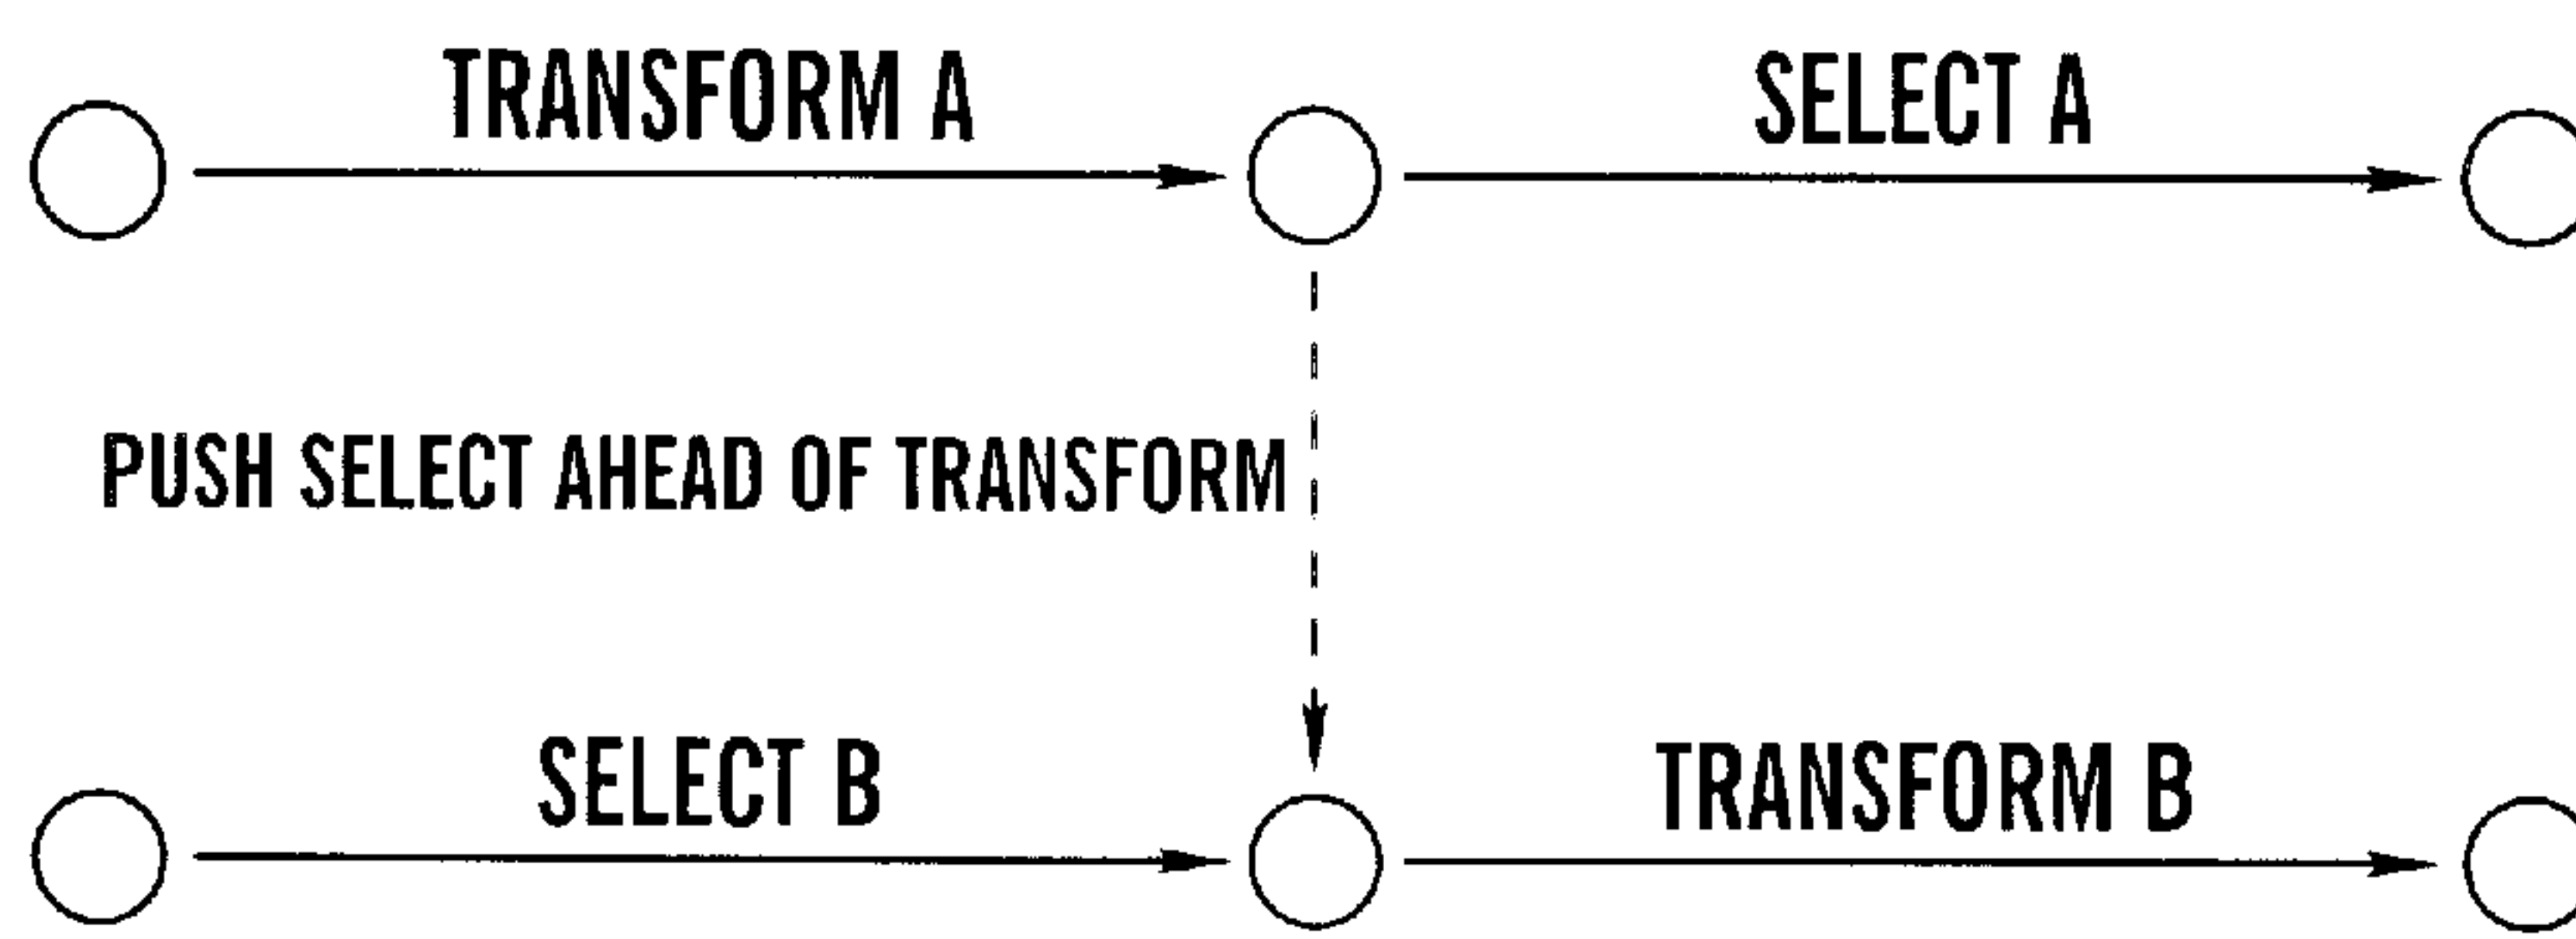 TRANSFORM A
SELECT A
PUSH SELECT AHEAD OF TRANSFORM
SELECT B
TRANSFORM B